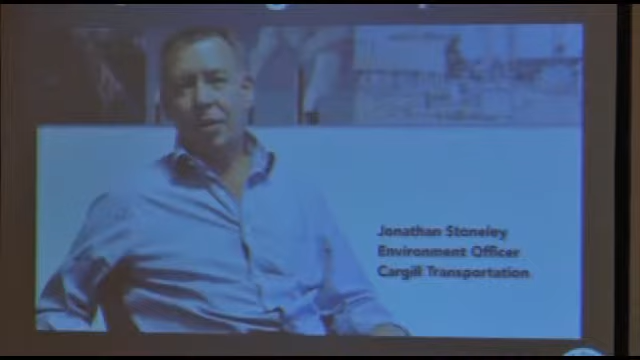 Jonathan Stoneley
Environment Officer
Cargill Transportation